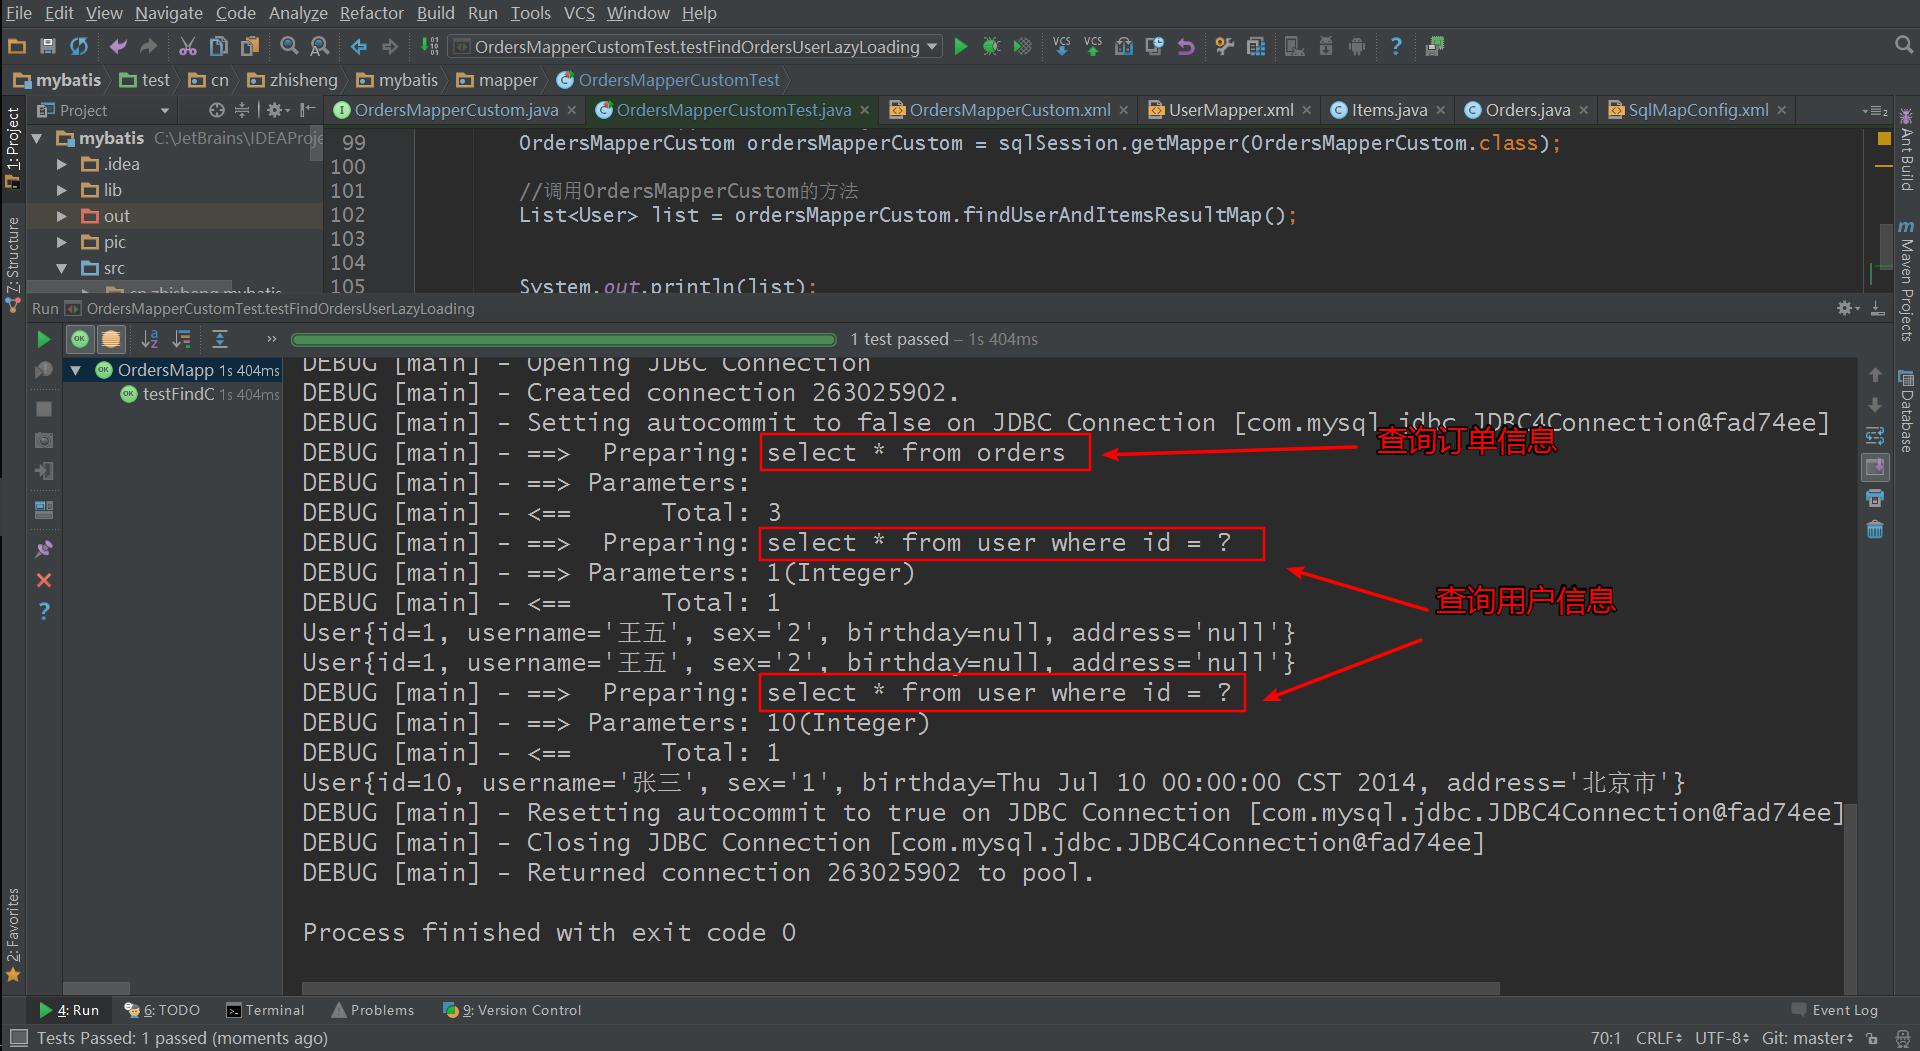 File Edit View Navigate Code Analyze Refactor Build Run Tools VCS Window Help
OrdersMapperCustomTest.testFindOrdersUserLazyLoading
mybatis test cn zhisheng mybatis mapper OrdersMapperCustomTest
Project
OrdersMapperCustom.java OrdersMapperCustomTest.java OrdersMapperCustom.xml UserMapper.xml Items.java Orders.java SqlMapConfig.xml
1: Project
Z: Structure
2: Favorites
mybatis C:\JetBrains\IDEAProje
.idea
lib
out
pic
src
cn.zhisheng.mybatis
99 OrdersMapperCustom ordersMapperCustom = sqlSession.getMapper(OrdersMapperCustom.class);
100
101 //调用OrdersMapperCustom的方法
102 List<User> list = ordersMapperCustom.findUserAndItemsResultMap();
103
104
105 System.out.println(list);
Ant Build
Maven Projects
Database
Run OrdersMapperCustomTest.testFindOrdersUserLazyLoading
1 test passed – 1s 404ms
OrdersMapp 1s 404ms
testFindC 1s 404ms
DEBUG [main] - Opening JDBC Connection
DEBUG [main] - Created connection 263025902.
DEBUG [main] - Setting autocommit to false on JDBC Connection [com.mysql.jdbc.JDBC4Connection@fad74ee]
DEBUG [main] - ==>  Preparing: select * from orders
查询订单信息
DEBUG [main] - ==> Parameters:
DEBUG [main] - <==      Total: 3
DEBUG [main] - ==>  Preparing: select * from user where id = ?
DEBUG [main] - ==> Parameters: 1(Integer)
DEBUG [main] - <==      Total: 1
查询用户信息
User{id=1, username='王五', sex='2', birthday=null, address='null'}
User{id=1, username='王五', sex='2', birthday=null, address='null'}
DEBUG [main] - ==>  Preparing: select * from user where id = ?
DEBUG [main] - ==> Parameters: 10(Integer)
DEBUG [main] - <==      Total: 1
User{id=10, username='张三', sex='1', birthday=Thu Jul 10 00:00:00 CST 2014, address='北京市'}
DEBUG [main] - Resetting autocommit to true on JDBC Connection [com.mysql.jdbc.JDBC4Connection@fad74ee]
DEBUG [main] - Closing JDBC Connection [com.mysql.jdbc.JDBC4Connection@fad74ee]
DEBUG [main] - Returned connection 263025902 to pool.
Process finished with exit code 0
4: Run 6: TODO Terminal Problems 9: Version Control Event Log
Tests Passed: 1 passed (moments ago) 70:1 CRLF UTF-8 Git: master